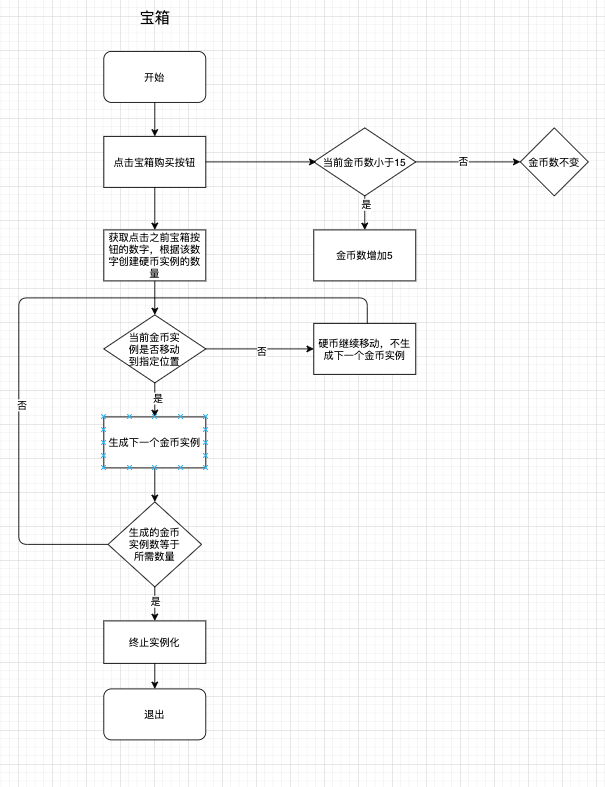 宝箱
开始
点击宝箱购买按钮
当前金币数小于15
否
金币数不变
是
获取点击之前宝箱按
钮的数字，根据该数
字创建硬币实例的数
量
金币数增加5
当前金币实
例是否移动
到指定位置
否
硬币继续移动，不生
成下一个金币实例
是
否
生成下一个金币实例
生成的金币
实例数等于
所需数量
是
终止实例化
退出